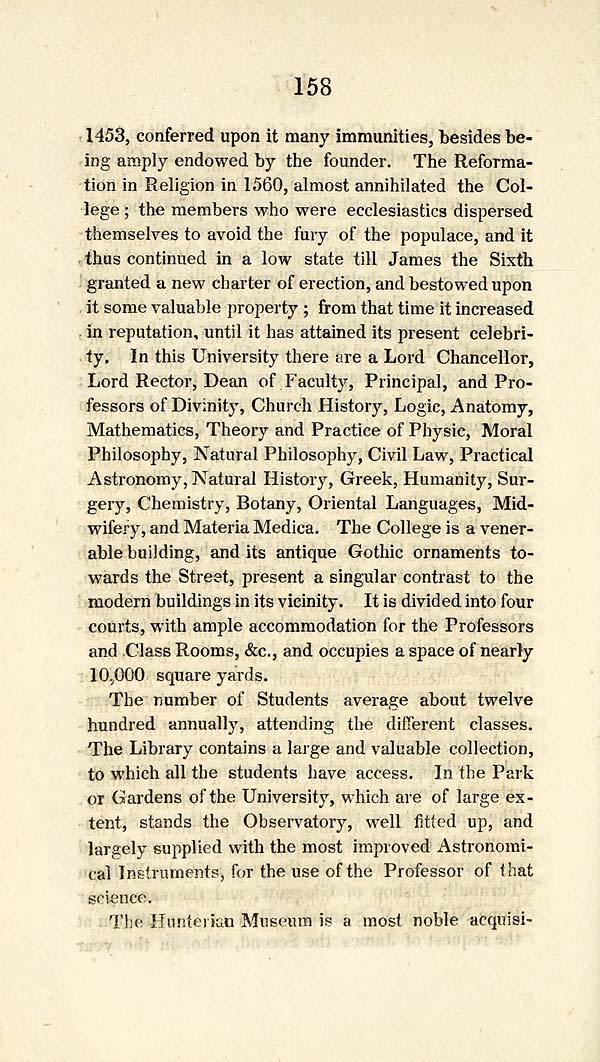 158
1453, conferred upon it many immunities, besides be-
ing amply endowed by the founder. The Reforma-
tion in Religion in 1560, almost annihilated the Col-
lege ; the members who were ecclesiastics dispersed
themselves to avoid the fury of the populace, and it
thus continued in a low state till James the Sixth
granted a new charter of erection, and bestowed upon
it some valuable property ; from that time it increased
in reputation, until it has attained its present celebri-
ty. In this University there are a Lord Chancellor,
Lord Rector, Dean of Faculty, Principal, and Pro-
fessors of Divinity, Church History, Logic, Anatomy,
Mathematics, Theory and Practice of Physic, Moral
Philosophy, Natural Philosophy, Civil Law, Practical
Astronomy, Natural History, Greek, Humanity, Sur-
gery, Chemistry, Botany, Oriental Languages, Mid-
wifery, and Materia Medica. The College is a vener-
able building, and its antique Gothic ornaments to-
wards the Street, present a singular contrast to the
modern buildings in its vicinity. It is divided into four
courts, with ample accommodation for the Professors
and Class Rooms, &c., and occupies a space of nearly
10,000 square yards.
The number of Students average about twelve
hundred annually, attending the different classes.
The Library contains a large and valuable collection,
to which all the students have access. In the Park
or Gardens of the University, which are of large ex-
tent, stands the Observatory, well fitted up, and
largely supplied with the most improved Astronomi-
cal Instruments, for the use of the Professor of that
science.
The Hunterian Museum is a most noble acquisi-